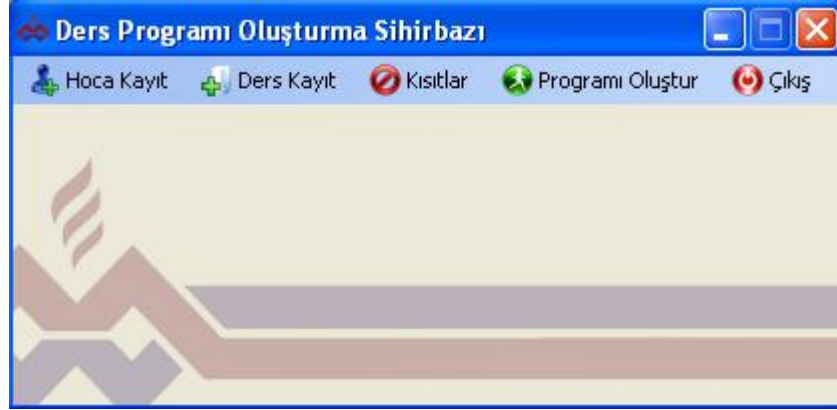 Ders Programı Oluşturma Sihirbazı
Hoca Kayıt Ders Kayıt Kısıtlar Programı Oluştur Çıkış